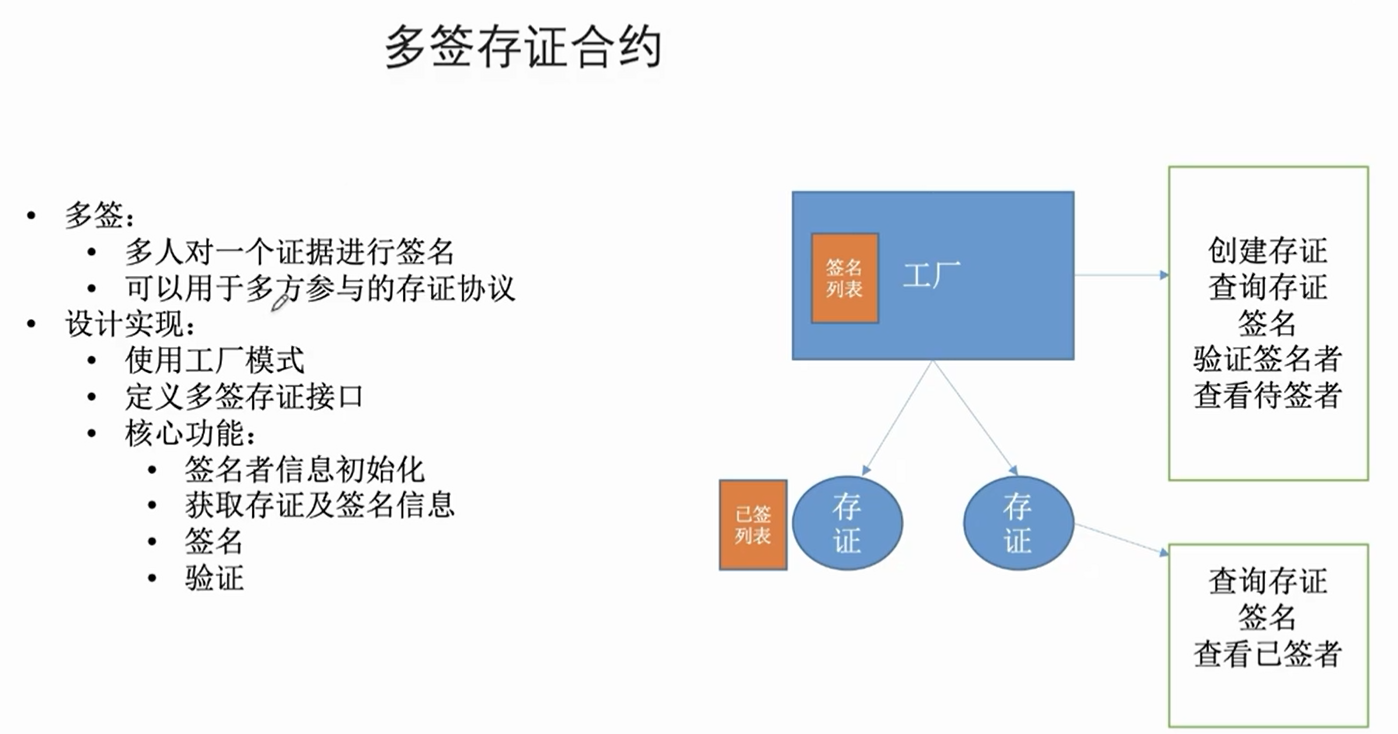 多签存证合约
• 多签：
• 多人对一个证据进行签名
• 可以用于多方参与的存证协议
• 设计实现：
• 使用工厂模式
• 定义多签存证接口
• 核心功能：
• 签名者信息初始化
• 获取存证及签名信息
• 签名
• 验证
签名
列表
工厂
创建存证
查询存证
签名
验证签名者
查看待签者
已签
列表
存
证
存
证
查询存证
签名
查看已签者